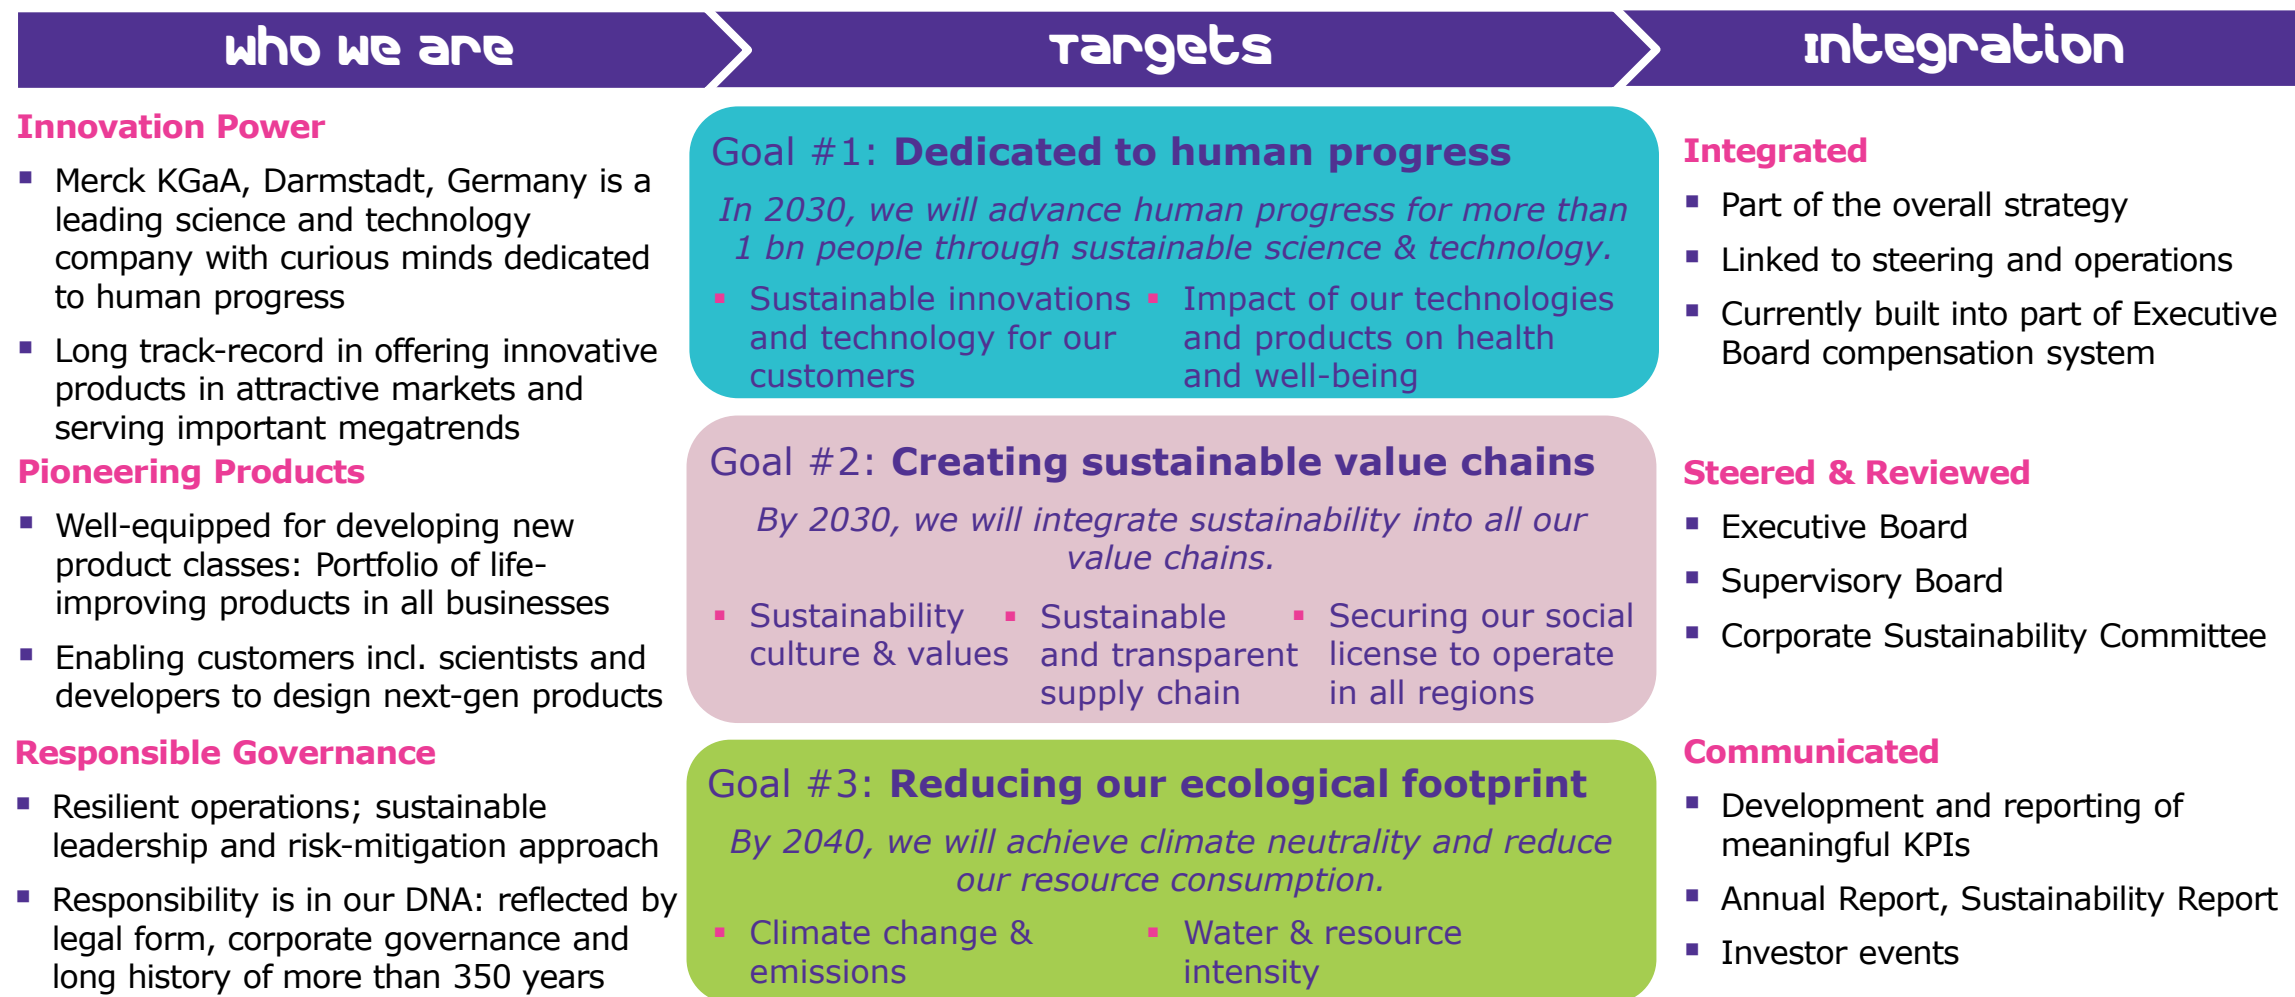 Who we are
Targets
Integration
Innovation Power
▪ Merck KGaA, Darmstadt, Germany is a
leading science and technology
company with curious minds dedicated
to human progress
▪ Long track-record in offering innovative
products in attractive markets and
serving important megatrends
Pioneering Products
▪ Well-equipped for developing new
product classes: Portfolio of life-
improving products in all businesses
▪ Enabling customers incl. scientists and
developers to design next-gen products
Responsible Governance
▪ Resilient operations; sustainable
leadership and risk-mitigation approach
▪ Responsibility is in our DNA: reflected by
legal form, corporate governance and
long history of more than 350 years
Goal #1: Dedicated to human progress
In 2030, we will advance human progress for more than
1 bn people through sustainable science & technology.
▪ Sustainable innovations
and technology for our
customers
▪ Impact of our technologies
and products on health
and well-being
Goal #2: Creating sustainable value chains
By 2030, we will integrate sustainability into all our
value chains.
▪ Sustainability
culture & values
▪ Sustainable
and transparent
supply chain
▪ Securing our social
license to operate
in all regions
Goal #3: Reducing our ecological footprint
By 2040, we will achieve climate neutrality and reduce
our resource consumption.
▪ Climate change &
emissions
▪ Water & resource
intensity
Integrated
▪ Part of the overall strategy
▪ Linked to steering and operations
▪ Currently built into part of Executive
Board compensation system
Steered & Reviewed
▪ Executive Board
▪ Supervisory Board
▪ Corporate Sustainability Committee
Communicated
▪ Development and reporting of
meaningful KPIs
▪ Annual Report, Sustainability Report
▪ Investor events